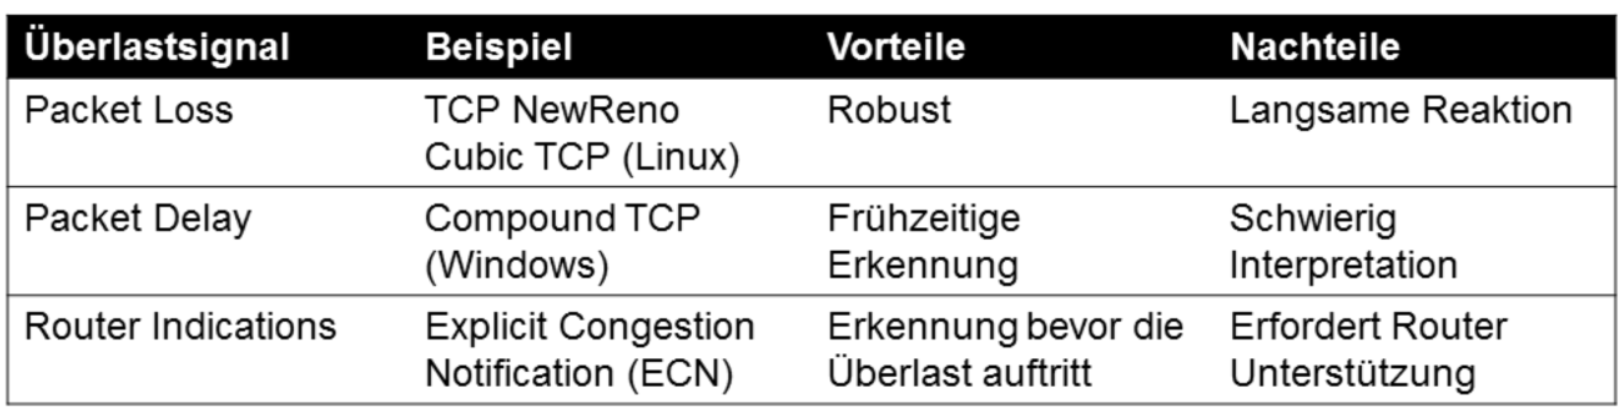 Überlastsignal Beispiel Vorteile Nachteile
Packet Loss TCP NewReno Robust Langsame Reaktion
Cubic TCP (Linux)
Packet Delay Compound TCP Frühzeitige Schwierig
(Windows) Erkennung Interpretation
Router Indications Explicit Congestion Erkennung bevor die Erfordert Router
Notification (ECN) Überlast auftritt Unterstützung